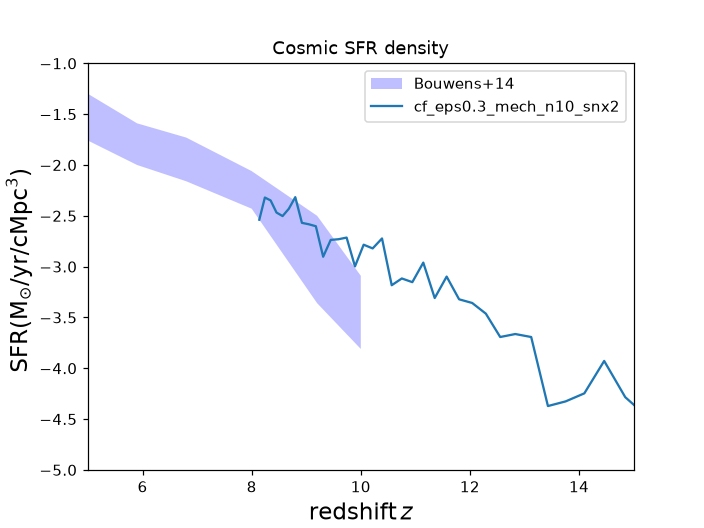 Cosmic SFR density
Bouwens+14
cf_eps0.3_mech_n10_snx2
SFR(M☉/yr/cMpc³)
−1.0
−1.5
−2.0
−2.5
−3.0
−3.5
−4.0
−4.5
−5.0
6 8 10 12 14
redshift z